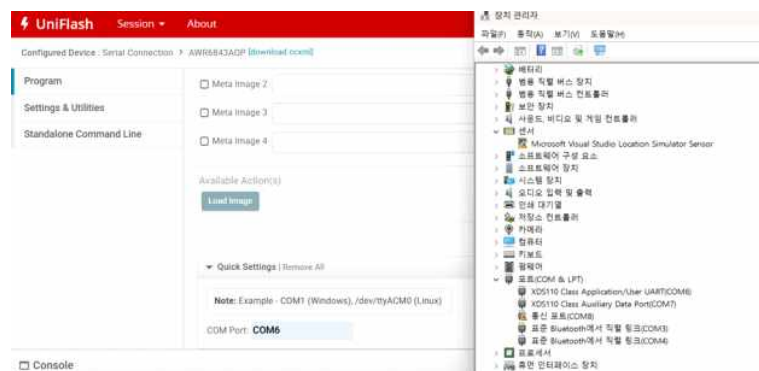 UniFlash Session About
Configured Device : Serial Connection > AWR6843AOP [download ccxml]
Program
Settings & Utilities
Standalone Command Line
Meta Image 2
Meta Image 3
Meta Image 4
Available Action(s)
Load Image
Quick Settings | Remove All
Note: Example - COM1 (Windows), /dev/ttyACM0 (Linux)
COM Port: COM6
Console
장치 관리자
파일(F) 동작(A) 보기(V) 도움말(H)
배터리
범용 직렬 버스 장치
범용 직렬 버스 컨트롤러
보안 장치
사운드, 비디오 및 게임 컨트롤러
센서
Microsoft Visual Studio Location Simulator Sensor
소프트웨어 구성 요소
소프트웨어 장치
시스템 장치
오디오 입력 및 출력
인쇄 대기열
저장소 컨트롤러
카메라
컴퓨터
키보드
펌웨어
포트(COM & LPT)
XDS110 Class Application/User UART(COM6)
XDS110 Class Auxiliary Data Port(COM7)
통신 포트(COM8)
표준 Bluetooth에서 직렬 링크(COM3)
표준 Bluetooth에서 직렬 링크(COM4)
프로세서
휴먼 인터페이스 장치